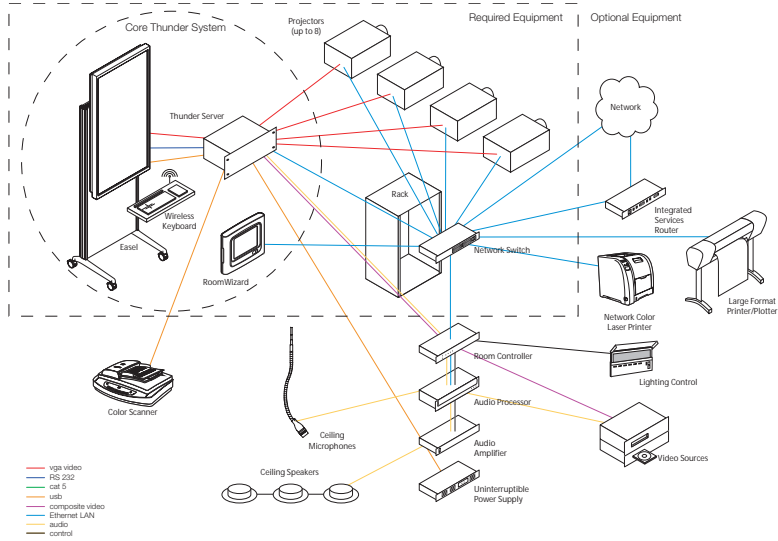 Core Thunder System
Projectors
(up to 8)
Required Equipment
Optional Equipment
Thunder Server
Network
Rack
Wireless
Keyboard
Easel
RoomWizard
Network Switch
Integrated
Services
Router
Network Color
Laser Printer
Large Format
Printer/Plotter
Room Controller
Lighting Control
Color Scanner
Audio Processor
Ceiling
Microphones
Audio
Amplifier
Video Sources
Ceiling Speakers
Uninterruptible
Power Supply
vga video
RS 232
cat 5
usb
composite video
Ethernet LAN
audio
control